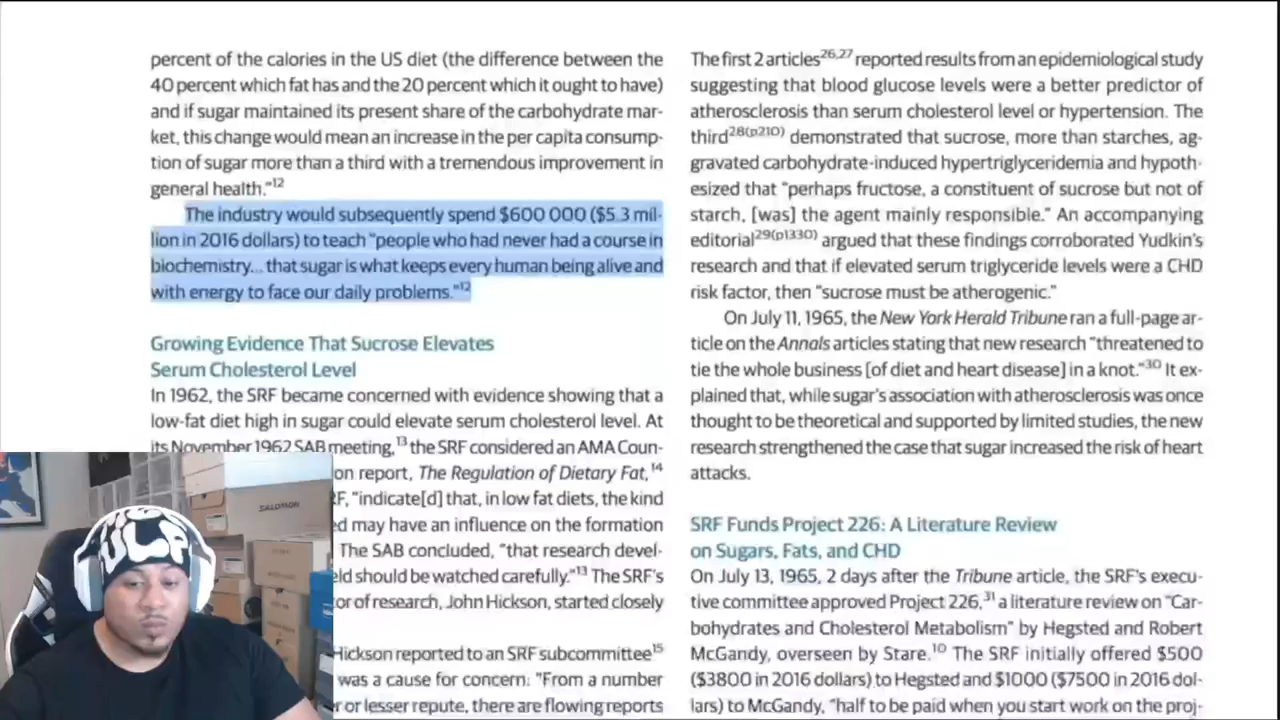 percent of the calories in the US diet (the difference between the
40 percent which fat has and the 20 percent which it ought to have)
and if sugar maintained its present share of the carbohydrate mar-
ket, this change would mean an increase in the per capita consump-
tion of sugar more than a third with a tremendous improvement in
general health."12
The industry would subsequently spend $600 000 ($5.3 mil-
lion in 2016 dollars) to teach "people who had never had a course in
biochemistry... that sugar is what keeps every human being alive and
with energy to face our daily problems."12
Growing Evidence That Sucrose Elevates
Serum Cholesterol Level
In 1962, the SRF became concerned with evidence showing that a
low-fat diet high in sugar could elevate serum cholesterol level. At
its November 1962 SAB meeting,13 the SRF considered an AMA Coun-
on report, The Regulation of Dietary Fat,14
F, "indicate[d] that, in low fat diets, the kind
ed may have an influence on the formation
The SAB concluded, "that research devel-
eld should be watched carefully."13 The SRF's
or of research, John Hickson, started closely
Hickson reported to an SRF subcommittee15
was a cause for concern: "From a number
r or lesser repute, there are flowing reports
The first 2 articles26,27 reported results from an epidemiological study
suggesting that blood glucose levels were a better predictor of
atherosclerosis than serum cholesterol level or hypertension. The
third28(p210) demonstrated that sucrose, more than starches, ag-
gravated carbohydrate-induced hypertriglyceridemia and hypoth-
esized that "perhaps fructose, a constituent of sucrose but not of
starch, [was] the agent mainly responsible." An accompanying
editorial29(p1330) argued that these findings corroborated Yudkin's
research and that if elevated serum triglyceride levels were a CHD
risk factor, then "sucrose must be atherogenic."
On July 11, 1965, the New York Herald Tribune ran a full-page ar-
ticle on the Annals articles stating that new research "threatened to
tie the whole business [of diet and heart disease] in a knot."30 It ex-
plained that, while sugar's association with atherosclerosis was once
thought to be theoretical and supported by limited studies, the new
research strengthened the case that sugar increased the risk of heart
attacks.
SRF Funds Project 226: A Literature Review
on Sugars, Fats, and CHD
On July 13, 1965, 2 days after the Tribune article, the SRF's execu-
tive committee approved Project 226,31 a literature review on "Car-
bohydrates and Cholesterol Metabolism" by Hegsted and Robert
McGandy, overseen by Stare.10 The SRF initially offered $500
($3800 in 2016 dollars) to Hegsted and $1000 ($7500 in 2016 dol-
lars) to McGandy, "half to be paid when you start work on the proj-
SALOMON